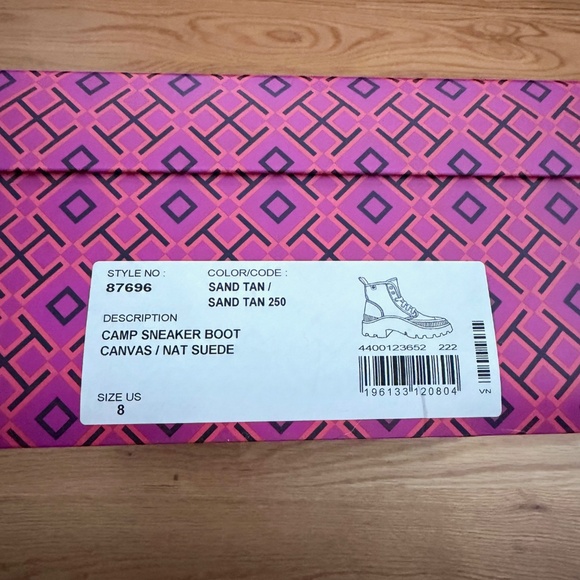 STYLE NO :
87696
COLOR/CODE :
SAND TAN /
SAND TAN 250
DESCRIPTION
CAMP SNEAKER BOOT
CANVAS / NAT SUEDE
SIZE US
8
4400123652 222
196133 120804
VN